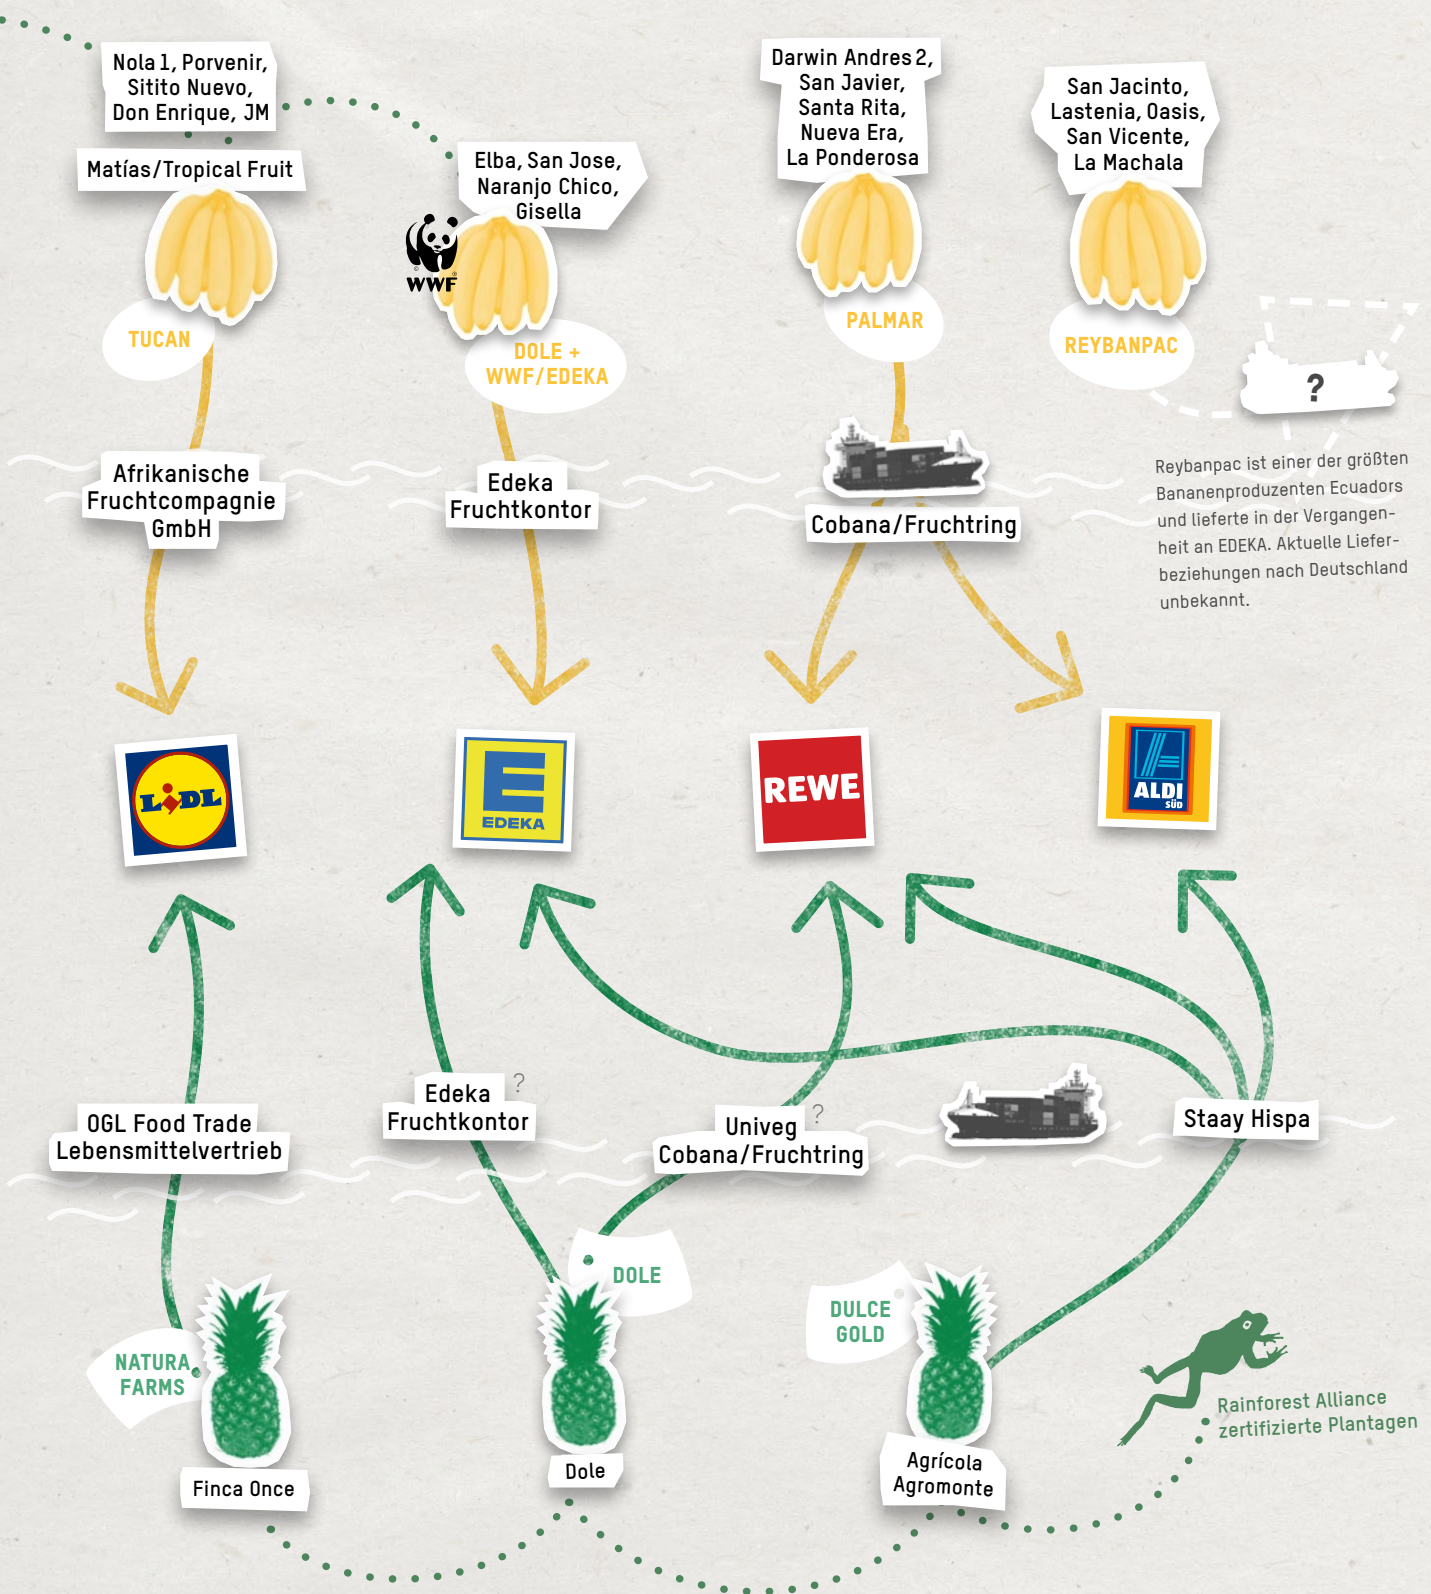 Nola 1, Porvenir,
Sitito Nuevo,
Don Enrique, JM
Matías/Tropical Fruit
TUCAN
Elba, San Jose,
Naranjo Chico,
Gisella
WWF
DOLE +
WWF/EDEKA
Darwin Andres 2,
San Javier,
Santa Rita,
Nueva Era,
La Ponderosa
PALMAR
San Jacinto,
Lastenia, Oasis,
San Vicente,
La Machala
REYBANPAC
?
Reybanpac ist einer der größten
Bananenproduzenten Ecuadors
und lieferte in der Vergangen-
heit an EDEKA. Aktuelle Liefer-
beziehungen nach Deutschland
unbekannt.
Afrikanische
Fruchtcompagnie
GmbH
Edeka
Fruchtkontor
Cobana/Fruchtring
LIDL
EDEKA
REWE
ALDI
SÜD
OGL Food Trade
Lebensmittelvertrieb
Edeka ?
Fruchtkontor
Univeg ?
Cobana/Fruchtring
Staay Hispa
NATURA
FARMS
Finca Once
DOLE
Dole
DULCE
GOLD
Agrícola
Agromonte
Rainforest Alliance
zertifizierte Plantagen